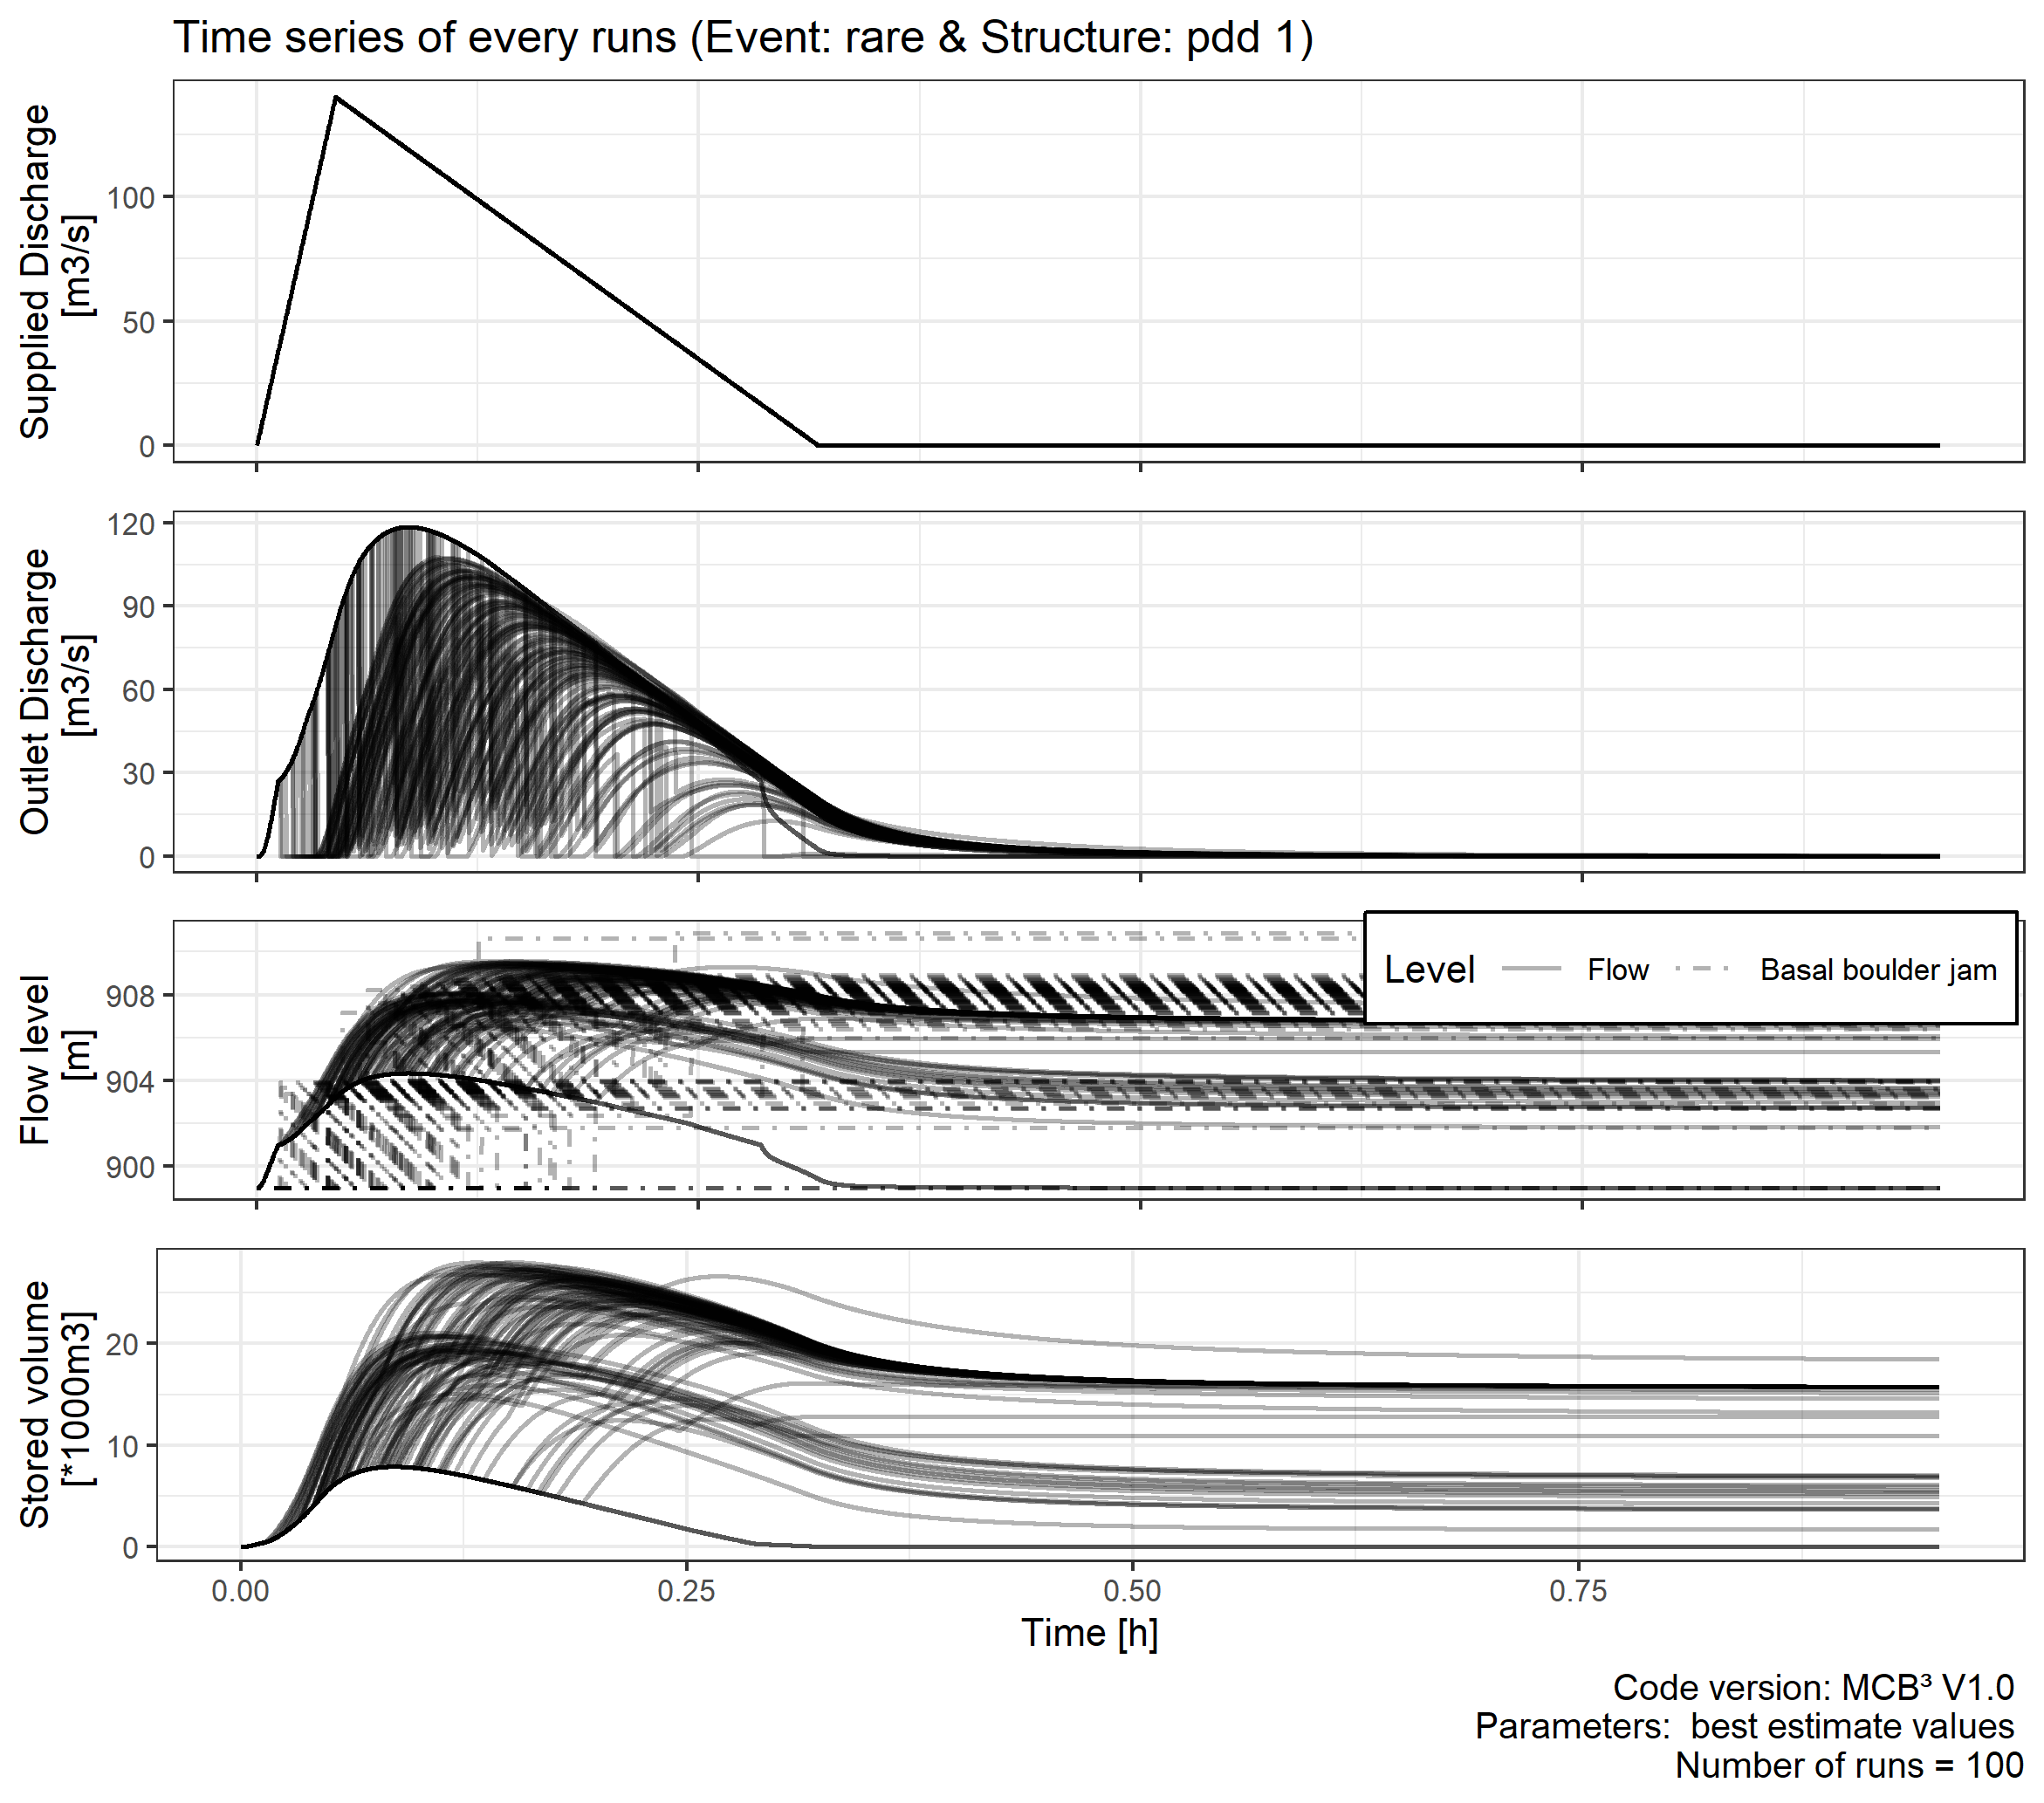 Time series of every runs (Event: rare & Structure: pdd 1)
Supplied Discharge
[m3/s]
100
50
0
Outlet Discharge
[m3/s]
120
90
60
30
0
Flow level
[m]
908
904
900
Level
Flow
Basal boulder jam
Stored volume
[*1000m3]
20
10
0
0.00
0.25
0.50
0.75
Time [h]
Code version: MCB³ V1.0
Parameters:  best estimate values
Number of runs = 100